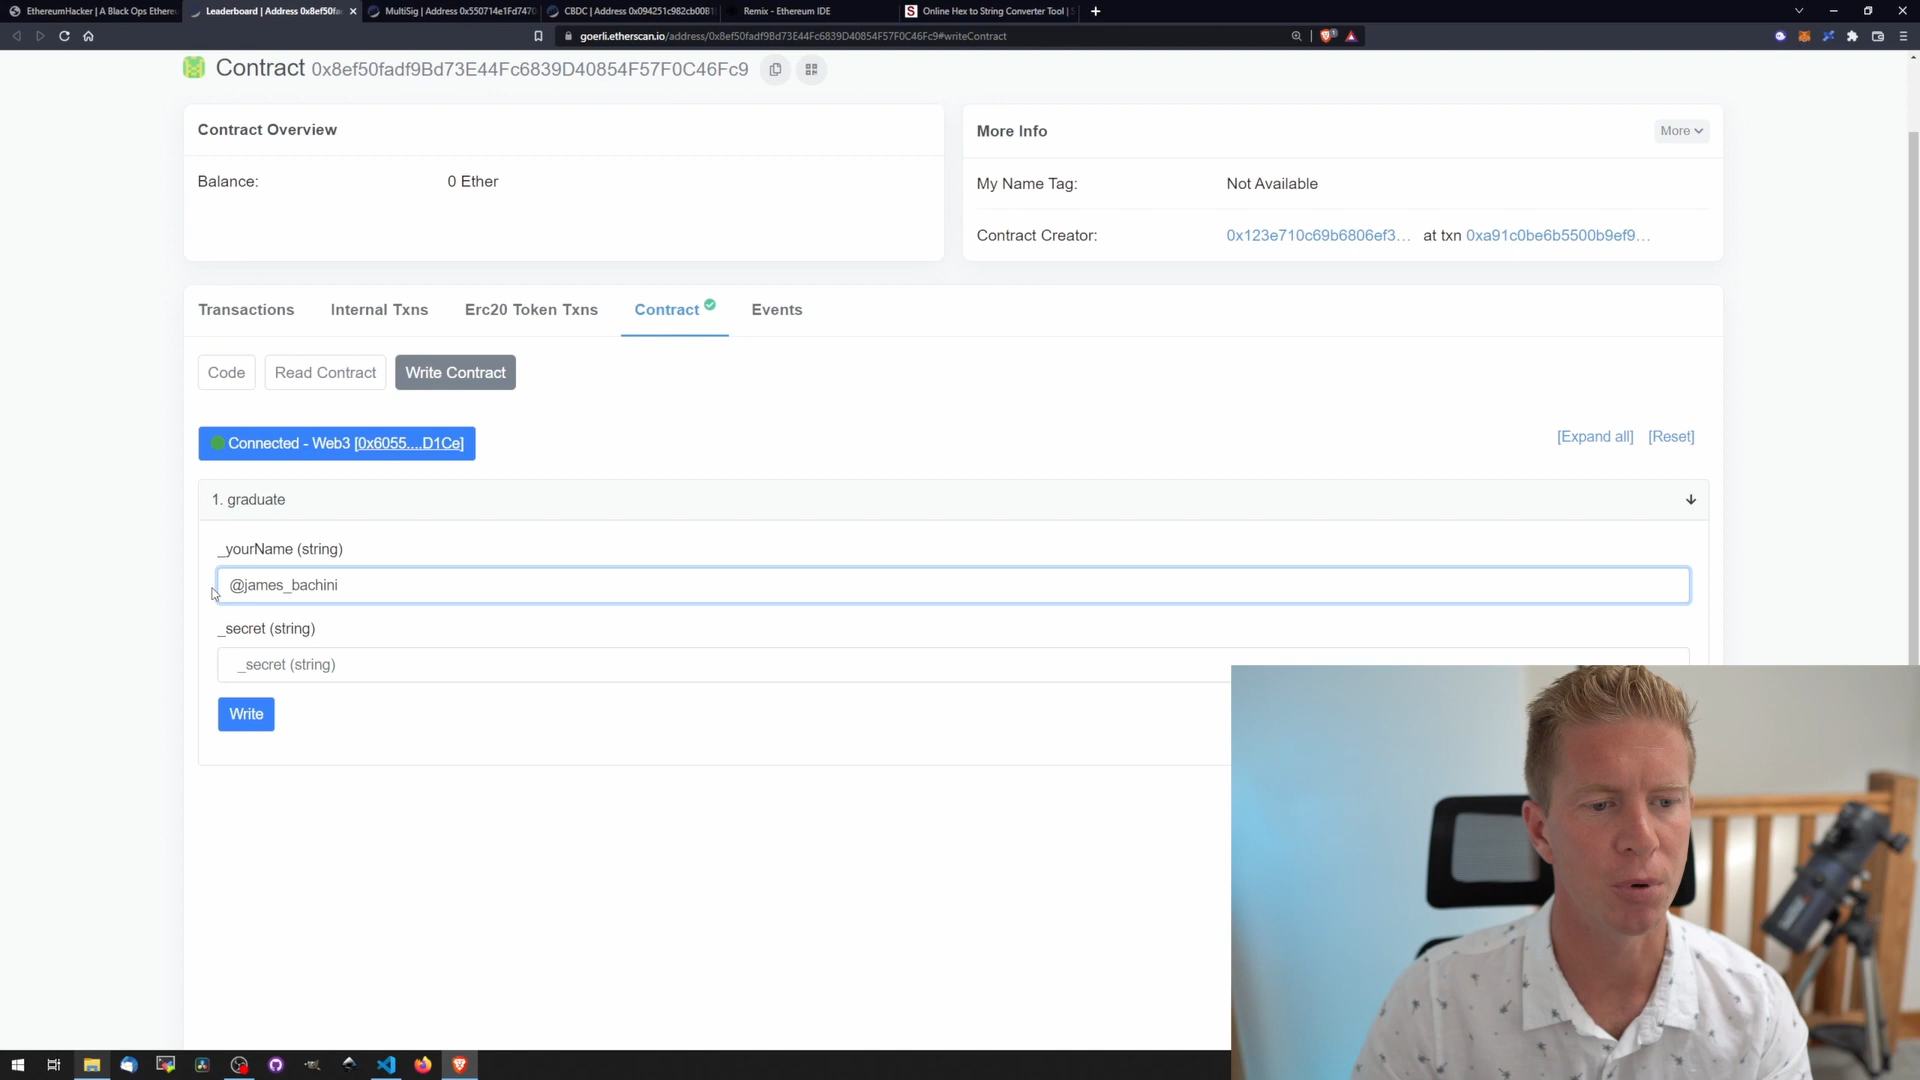 EthereumHacker | A Black Ops Ethere
Leaderboard | Address 0x8ef50f
MultiSig | Address 0x550714e1Fd7470
CBDC | Address 0x094251c982cb00B1
Remix - Ethereum IDE
S
Online Hex to String Converter Tool |
goerli.etherscan.io/address/0x8ef50fadf9Bd73E44Fc6839D40854F57F0C46Fc9#writeContract
Contract 0x8ef50fadf9Bd73E44Fc6839D40854F57F0C46Fc9
Contract Overview
Balance:
0 Ether
More Info
More
My Name Tag:
Not Available
Contract Creator:
0x123e710c69b6806ef3… at txn 0xa91c0be6b5500b9ef9…
Transactions
Internal Txns
Erc20 Token Txns
Contract
Events
Code
Read Contract
Write Contract
Connected - Web3 [0x6055....D1Ce]
[Expand all] [Reset]
1. graduate
_yourName (string)
@james_bachini
_secret (string)
_secret (string)
Write